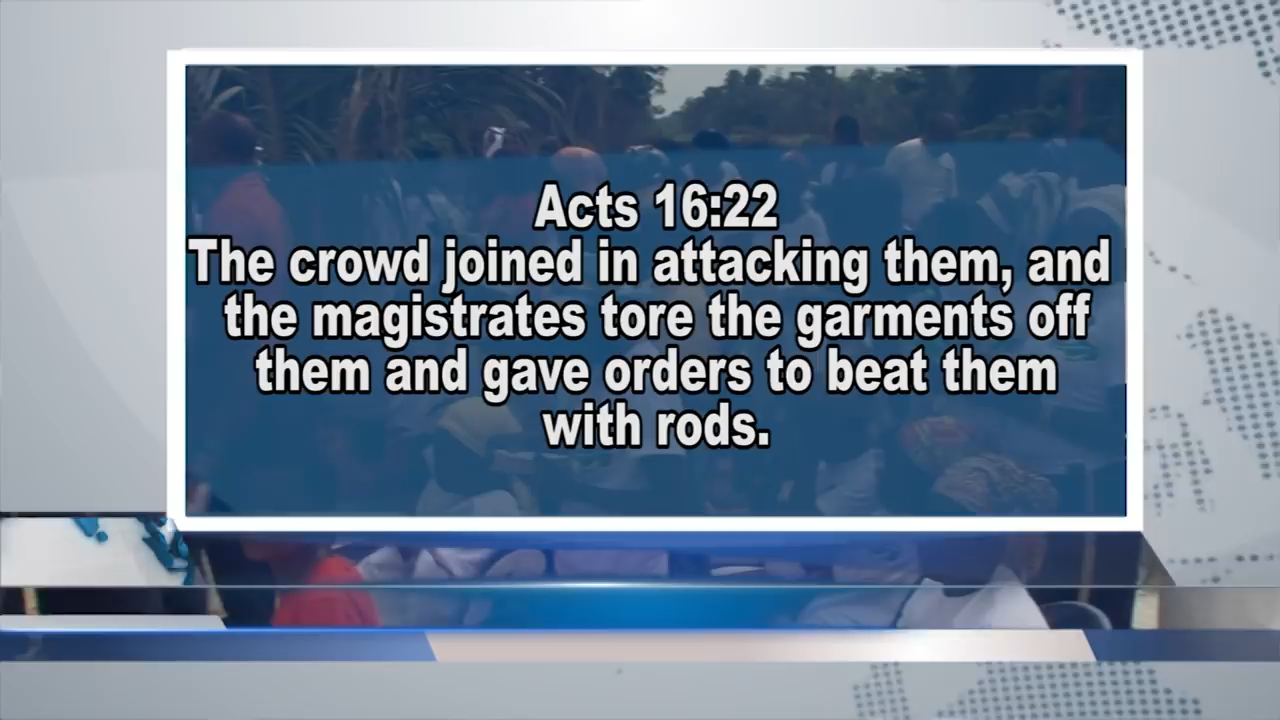 Acts 16:22
The crowd joined in attacking them, and
the magistrates tore the garments off
them and gave orders to beat them
with rods.